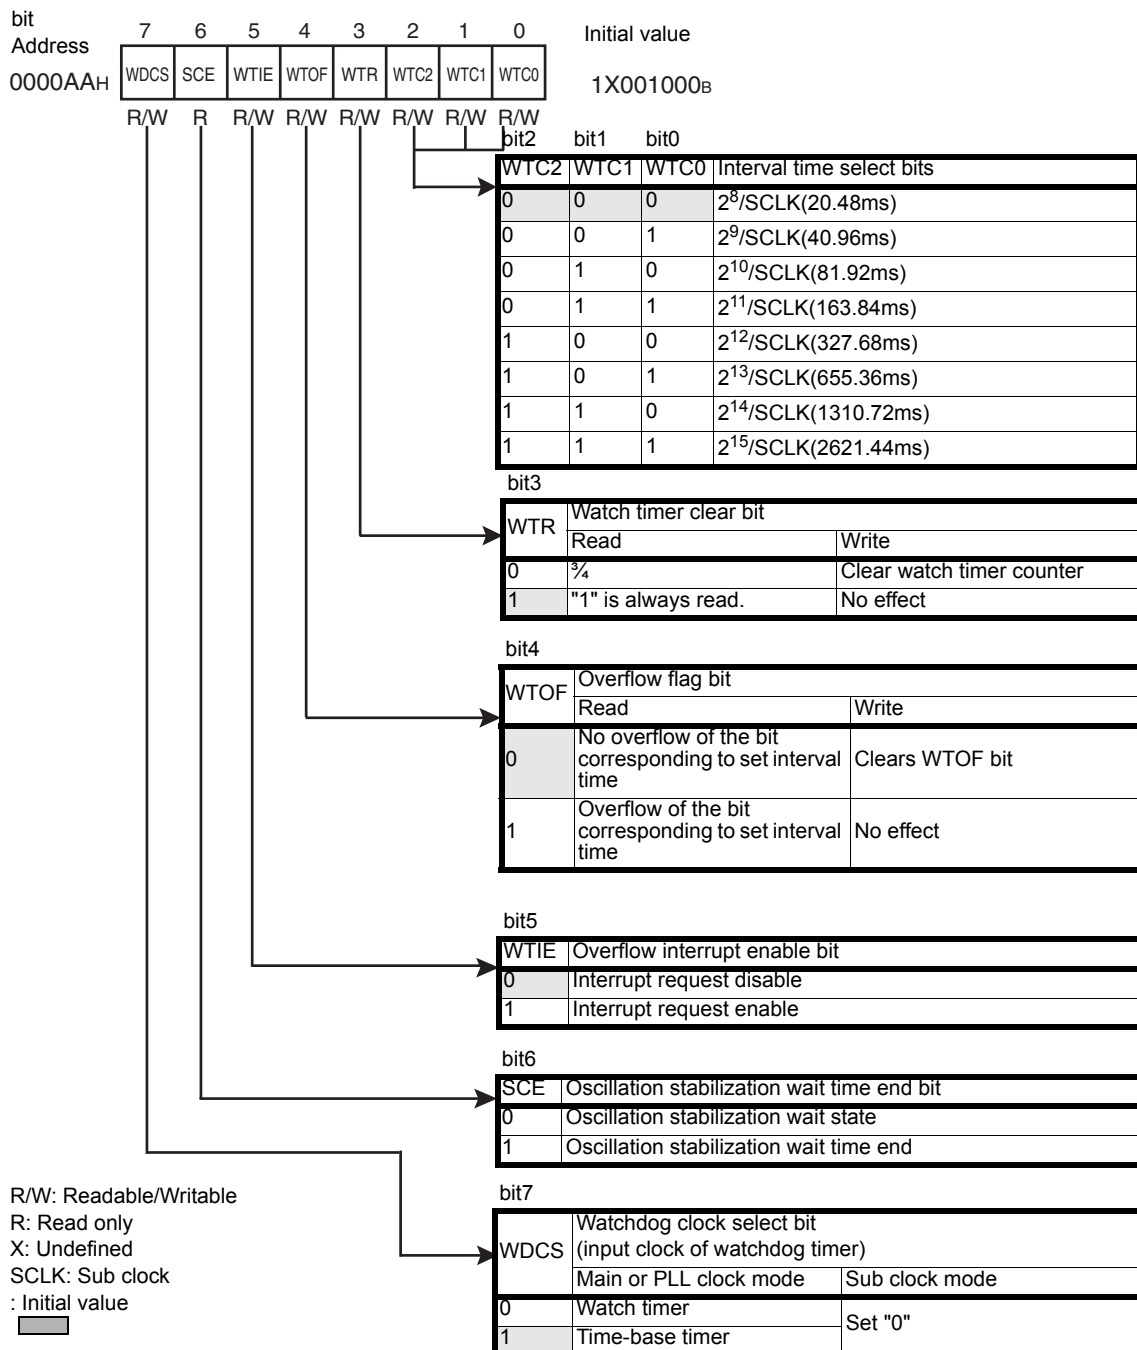 bit
7 6 5 4 3 2 1 0 Initial value
Address
0000AAH WDCS SCE WTIE WTOF WTR WTC2 WTC1 WTC0 1X001000B
R/W R R/W R/W R/W R/W R/W R/W
bit2 bit1 bit0
WTC2 WTC1 WTC0 Interval time select bits
0 0 0 2^8/SCLK(20.48ms)
0 0 1 2^9/SCLK(40.96ms)
0 1 0 2^10/SCLK(81.92ms)
0 1 1 2^11/SCLK(163.84ms)
1 0 0 2^12/SCLK(327.68ms)
1 0 1 2^13/SCLK(655.36ms)
1 1 0 2^14/SCLK(1310.72ms)
1 1 1 2^15/SCLK(2621.44ms)
bit3
WTR Watch timer clear bit
Read Write
0 ¾ Clear watch timer counter
1 "1" is always read. No effect
bit4
WTOF Overflow flag bit
Read Write
0 No overflow of the bit
corresponding to set interval Clears WTOF bit
time
1 Overflow of the bit
corresponding to set interval No effect
time
bit5
WTIE Overflow interrupt enable bit
0 Interrupt request disable
1 Interrupt request enable
bit6
SCE Oscillation stabilization wait time end bit
0 Oscillation stabilization wait state
1 Oscillation stabilization wait time end
bit7
WDCS Watchdog clock select bit
(input clock of watchdog timer)
Main or PLL clock mode Sub clock mode
0 Watch timer Set "0"
1 Time-base timer
R/W: Readable/Writable
R: Read only
X: Undefined
SCLK: Sub clock
: Initial value